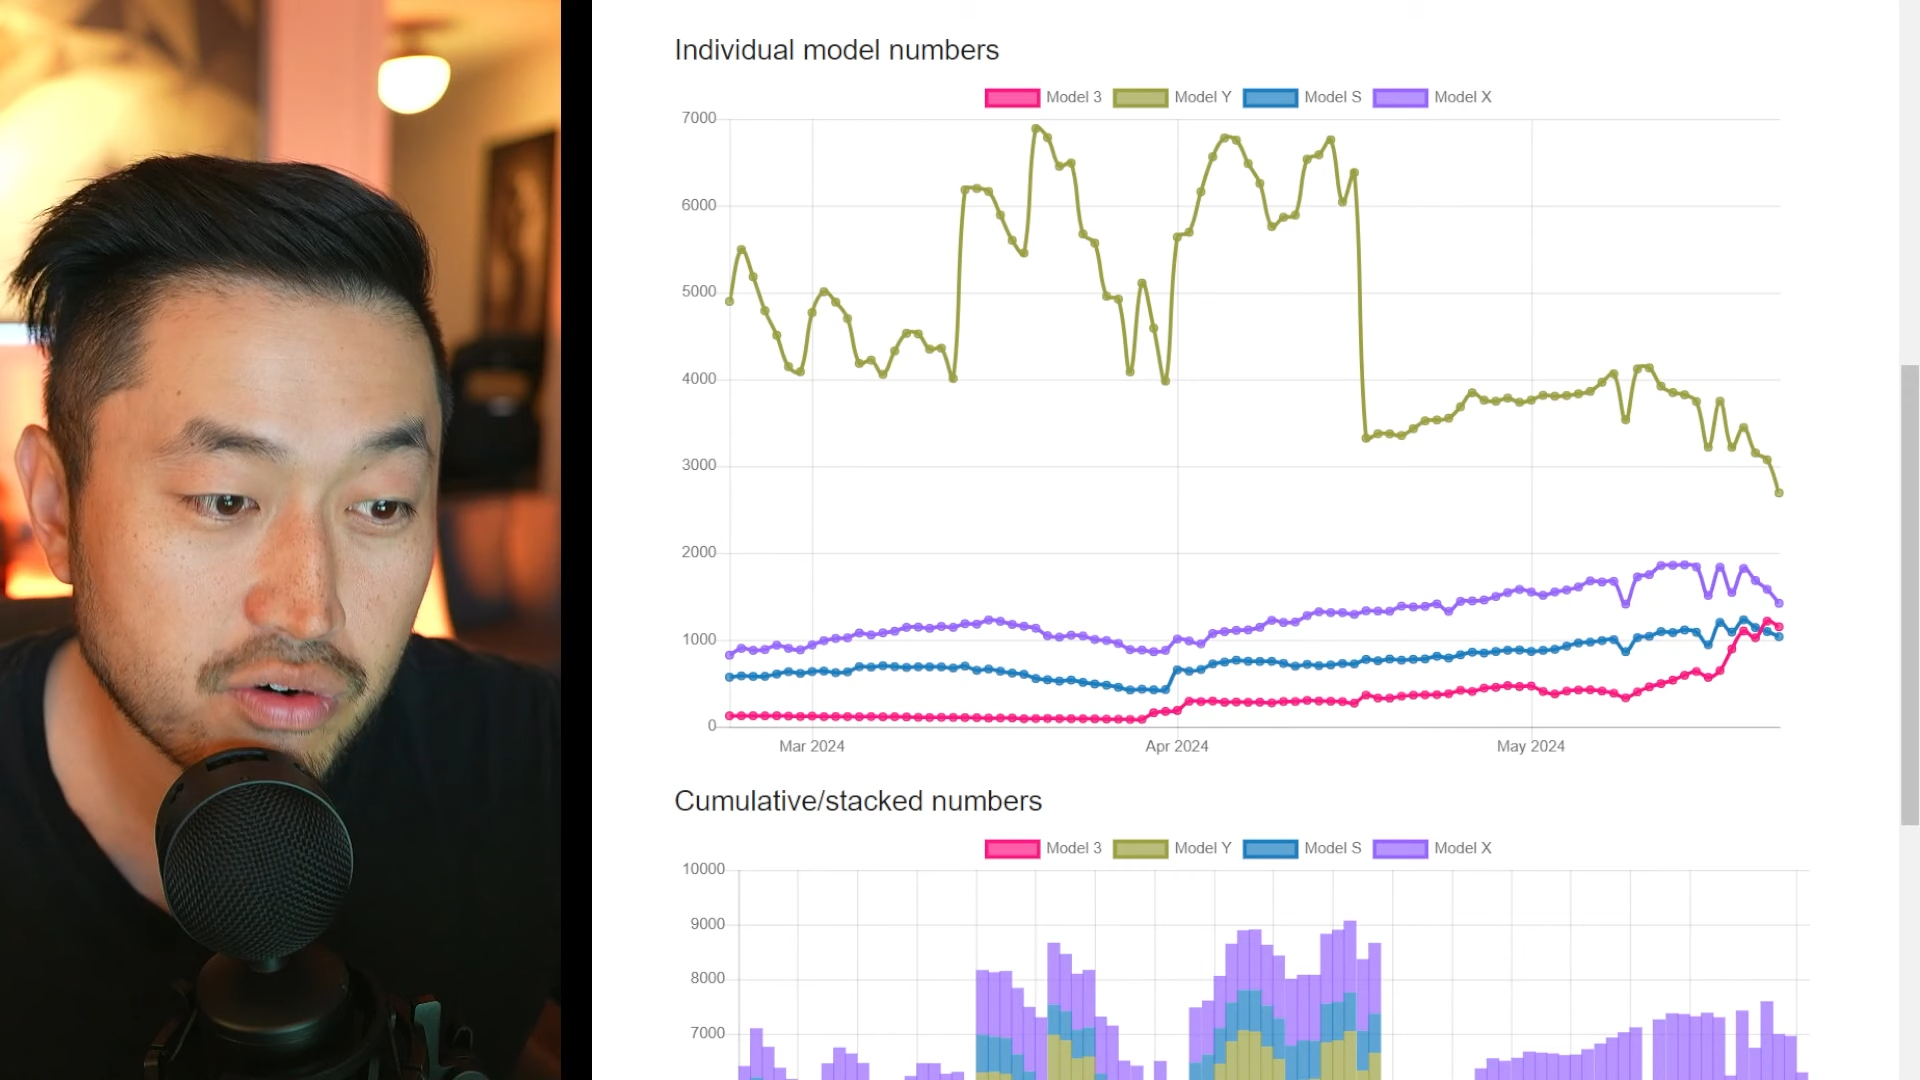 Individual model numbers
Model 3 Model Y Model S Model X
7000
6000
5000
4000
3000
2000
1000
0
Mar 2024 Apr 2024 May 2024
Cumulative/stacked numbers
Model 3 Model Y Model S Model X
10000
9000
8000
7000